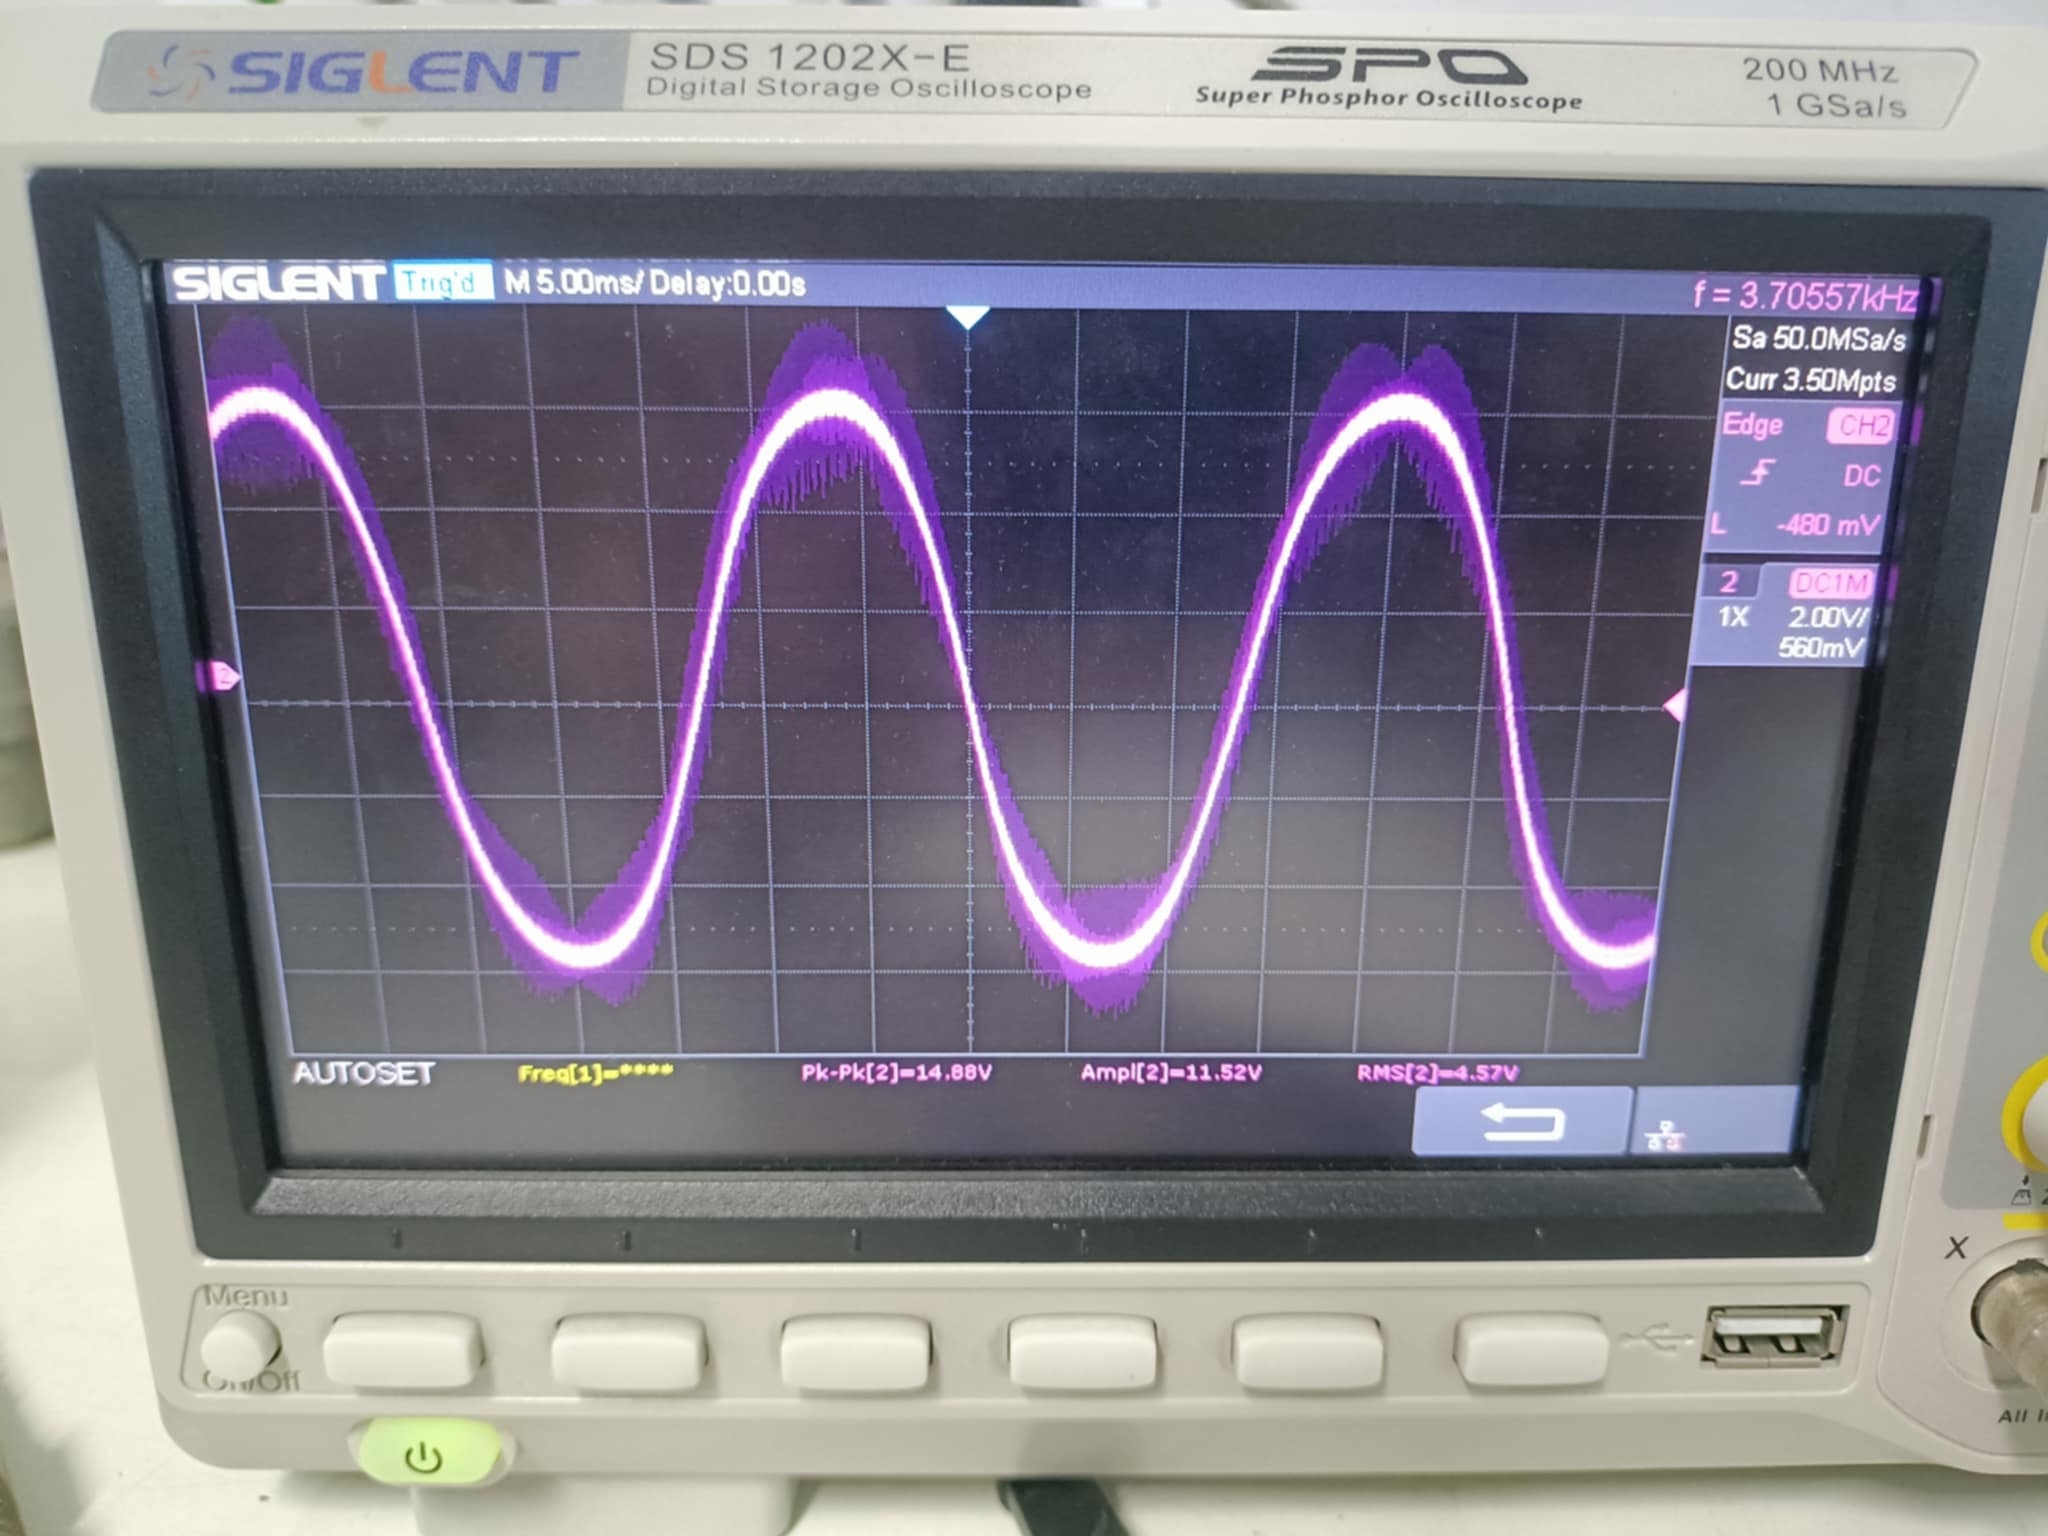 SIGLENT SDS 1202X-E SPO 200 MHz
Digital Storage Oscilloscope Super Phosphor Oscilloscope 1 GSa/s
SIGLENT Trig'd M 5.00ms/ Delay:0.00s f = 3.70557kHz
Sa 50.0MSa/s
Curr 3.50Mpts
Edge CH2
DC
L -480 mV
2 DC1M
1X 2.00V/
560mV
2
AUTOSET Freq[1]=**** Pk-Pk[2]=14.88V Ampl[2]=11.52V RMS[2]=4.57V
Menu
On/Off
X
All